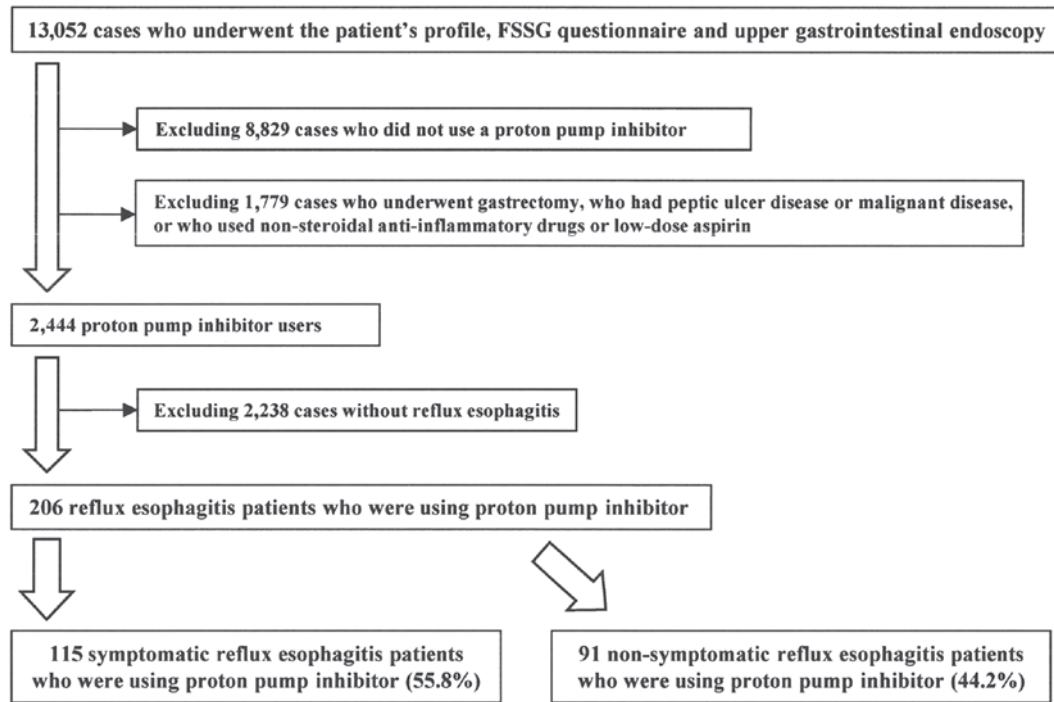 13,052 cases who underwent the patient's profile, FSSG questionnaire and upper gastrointestinal endoscopy
Excluding 8,829 cases who did not use a proton pump inhibitor
Excluding 1,779 cases who underwent gastrectomy, who had peptic ulcer disease or malignant disease,
or who used non-steroidal anti-inflammatory drugs or low-dose aspirin
2,444 proton pump inhibitor users
Excluding 2,238 cases without reflux esophagitis
206 reflux esophagitis patients who were using proton pump inhibitor
115 symptomatic reflux esophagitis patients
who were using proton pump inhibitor (55.8%)
91 non-symptomatic reflux esophagitis patients
who were using proton pump inhibitor (44.2%)